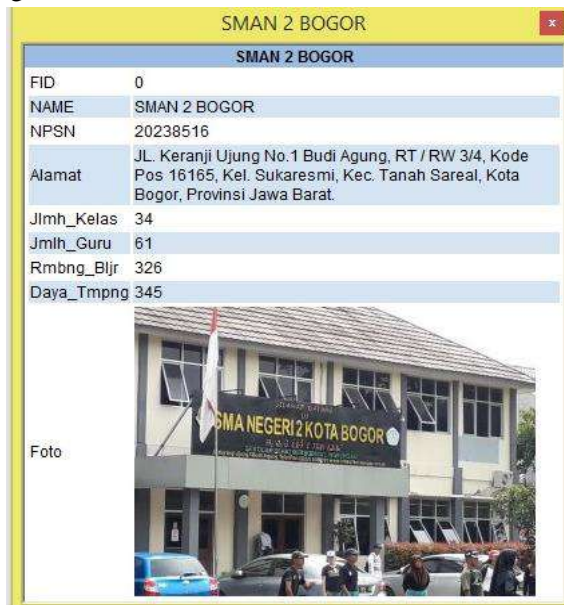 SMAN 2 BOGOR
x
SMAN 2 BOGOR
FID 0
NAME SMAN 2 BOGOR
NPSN 20238516
Alamat JL. Keranji Ujung No.1 Budi Agung, RT / RW 3/4, Kode
Pos 16165, Kel. Sukaresmi, Kec. Tanah Sareal, Kota
Bogor, Provinsi Jawa Barat.
Jlmh_Kelas 34
Jmlh_Guru 61
Rmbng_Bljr 326
Daya_Tmpng 345
Foto
SMA NEGERI 2 KOTA BOGOR